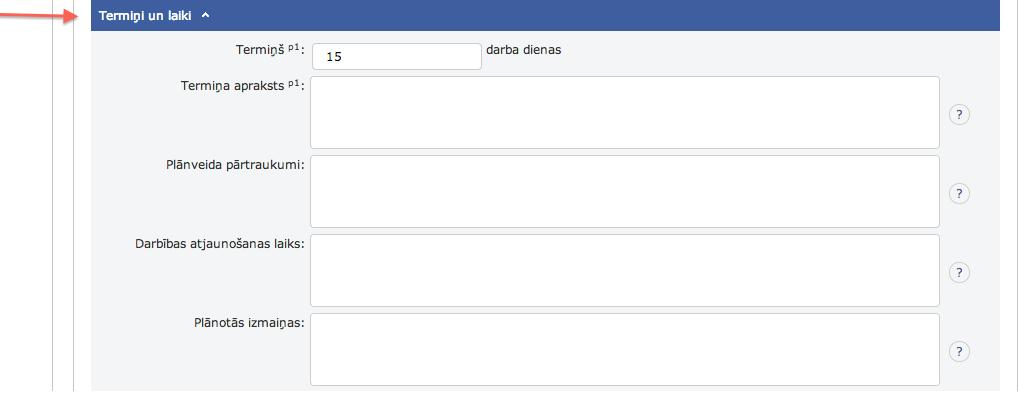 Termiņi un laiki
Termiņš p1: 15 darba dienas
Termiņa apraksts p1:
?
Plānveida pārtraukumi:
?
Darbības atjaunošanas laiks:
?
Plānotās izmaiņas:
?